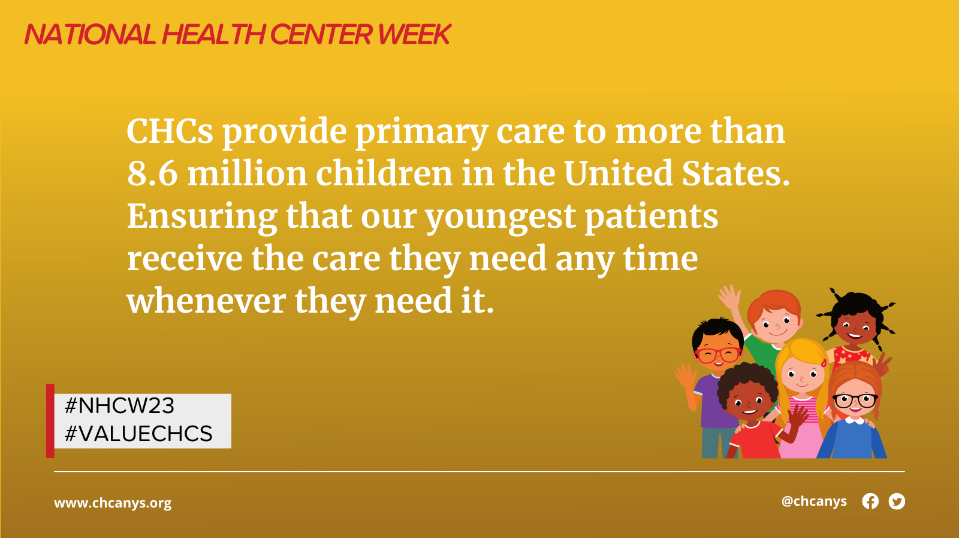 NATIONAL HEALTH CENTER WEEK
CHCs provide primary care to more than
8.6 million children in the United States.
Ensuring that our youngest patients
receive the care they need any time
whenever they need it.
#NHCW23
#VALUECHCS
www.chcanys.org
@chcanys